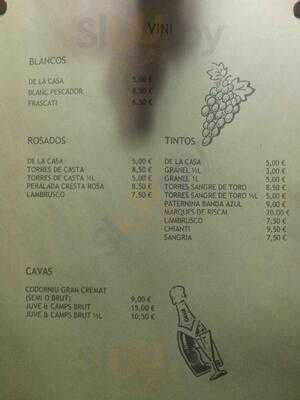 VINI
BLANCOS
DE LA CASA 5,00 €
BLANC PESCADOR 8,50 €
FRASCATI 6,50 €
ROSADOS
DE LA CASA 5,00 €
TORRES DE CASTA 8,50 €
TORRES DE CASTA ½L 5,00 €
PERALADA CRESTA ROSA 8,50 €
LAMBRUSCO 7,50 €
TINTOS
DE LA CASA 5,00 €
GRANEL ½L 3,00 €
GRANEL 1L 5,00 €
TORRES SANGRE DE TORO 8,50 €
TORRES SANGRE DE TORO ½L 5,00 €
PATERNINA BANDA AZUL 9,00 €
MARQUES DE RISCAL 20,00 €
LAMBRUSCO 7,50 €
CHIANTI 9,50 €
SANGRIA 7,50 €
CAVAS
CODORNIU GRAN CREMAT
(SEMI O BRUT) 9,00 €
JUVE & CAMPS BRUT 15,00 €
JUVE & CAMPS BRUT ½L 10,50 €